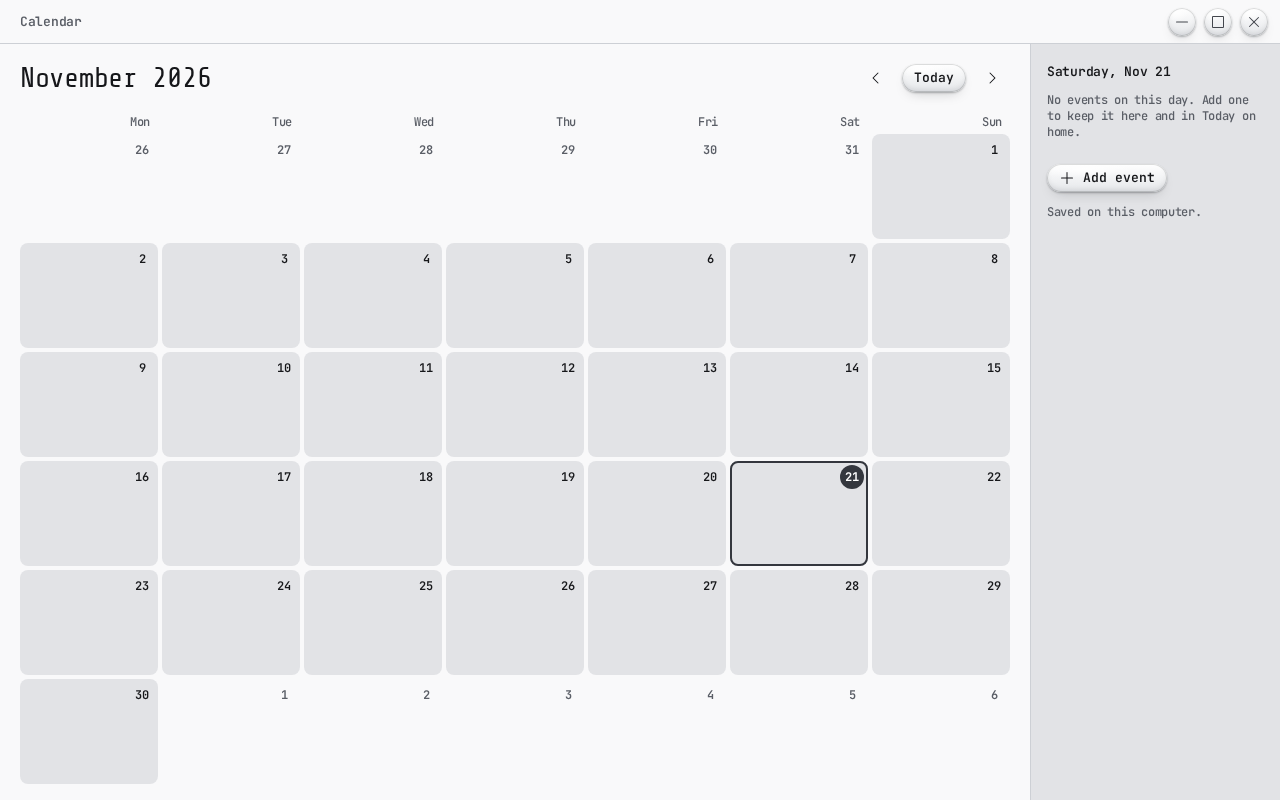 Calendar
November 2026
Today
Mon Tue Wed Thu Fri Sat Sun
26 27 28 29 30 31 1
2 3 4 5 6 7 8
9 10 11 12 13 14 15
16 17 18 19 20 21 22
23 24 25 26 27 28 29
30 1 2 3 4 5 6
Saturday, Nov 21
No events on this day. Add one
to keep it here and in Today on
home.
Add event
Saved on this computer.